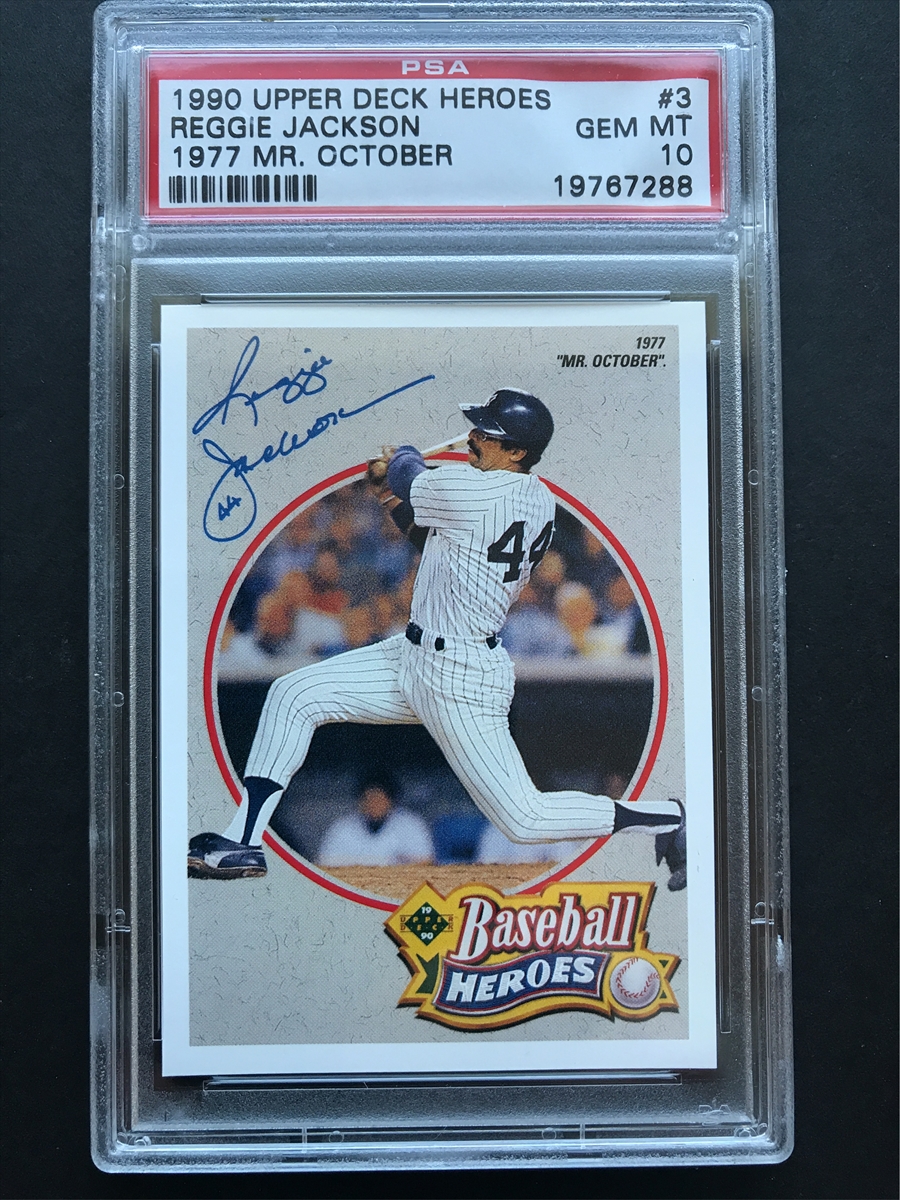 PSA
1990 UPPER DECK HEROES #3
REGGIE JACKSON GEM MT
1977 MR. OCTOBER 10
19767288
1977
"MR. OCTOBER".
Reggie
Jackson
44
44
19
UPPER
DECK
90
Baseball
HEROES